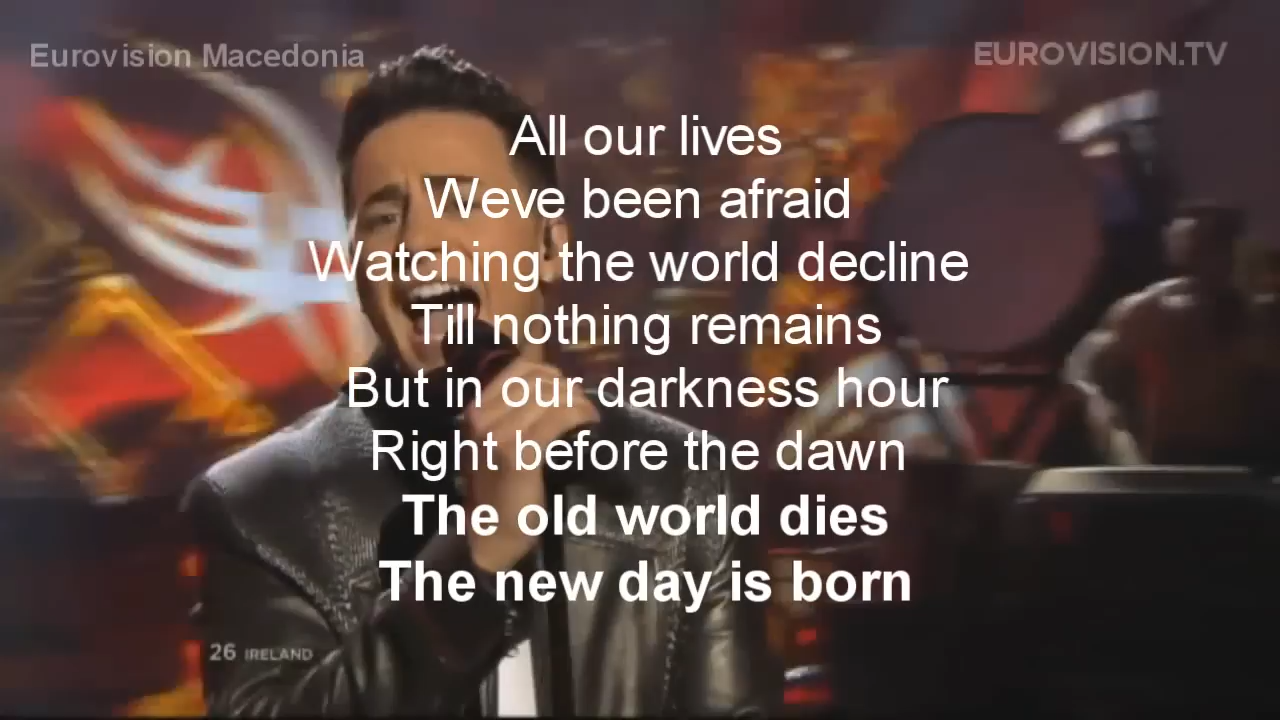 Eurovision Macedonia
EUROVISION.TV
All our lives
Weve been afraid
Watching the world decline
Till nothing remains
But in our darkness hour
Right before the dawn
The old world dies
The new day is born
26 IRELAND